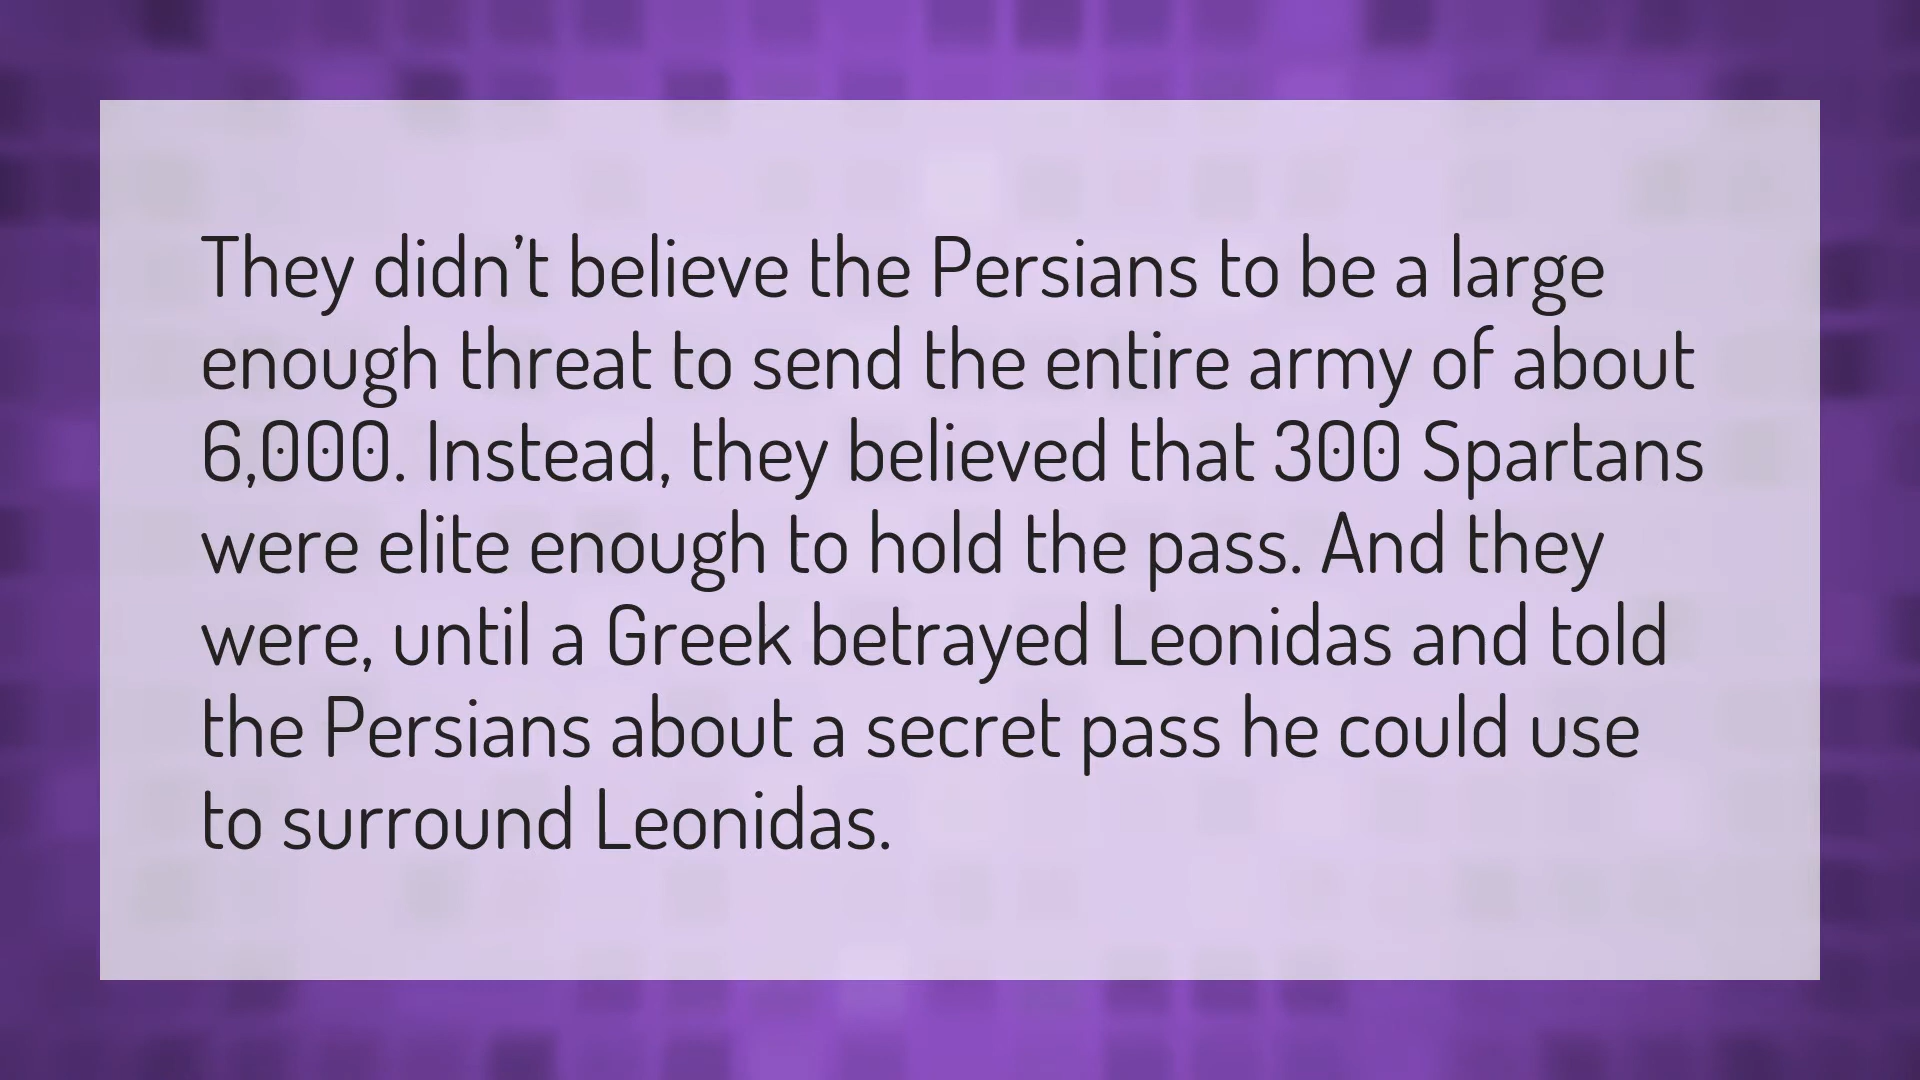 They didn’t believe the Persians to be a large
enough threat to send the entire army of about
6,000. Instead, they believed that 300 Spartans
were elite enough to hold the pass. And they
were, until a Greek betrayed Leonidas and told
the Persians about a secret pass he could use
to surround Leonidas.